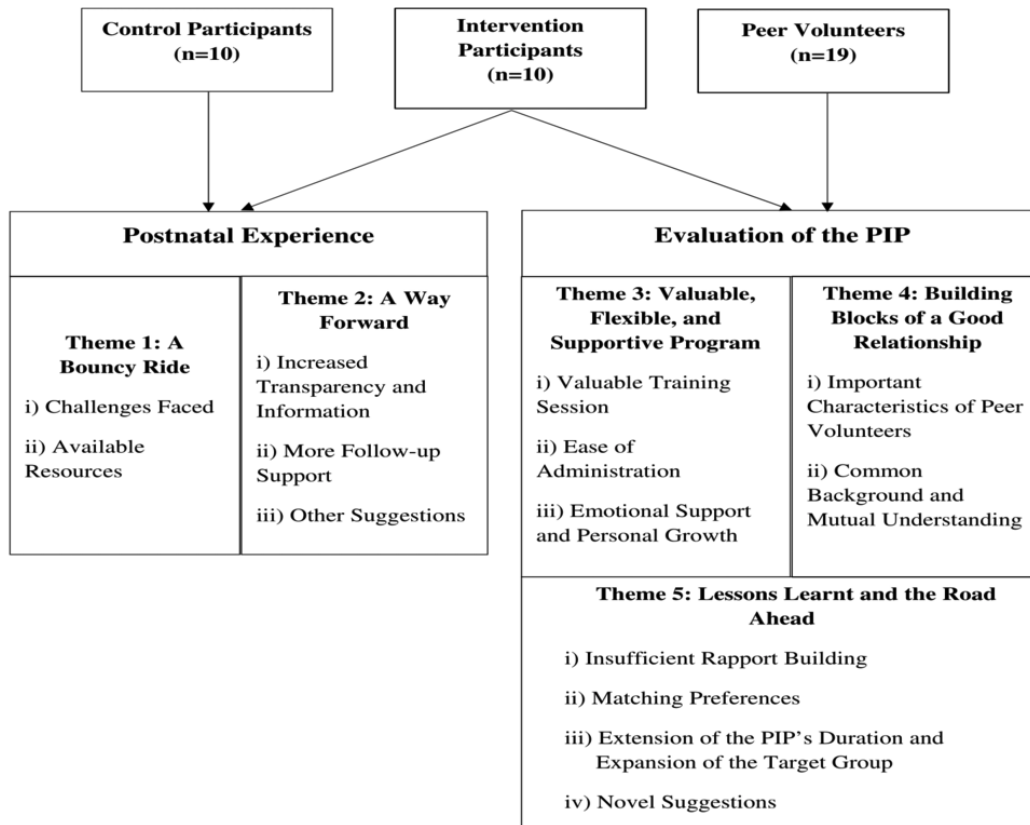 Control Participants
(n=10)
Intervention
Participants
(n=10)
Peer Volunteers
(n=19)
Postnatal Experience
Theme 1: A
Bouncy Ride
i) Challenges Faced
ii) Available
Resources
Theme 2: A Way
Forward
i) Increased
Transparency and
Information
ii) More Follow-up
Support
iii) Other Suggestions
Evaluation of the PIP
Theme 3: Valuable,
Flexible, and
Supportive Program
i) Valuable Training
Session
ii) Ease of
Administration
iii) Emotional Support
and Personal Growth
Theme 4: Building
Blocks of a Good
Relationship
i) Important
Characteristics of Peer
Volunteers
ii) Common
Background and
Mutual Understanding
Theme 5: Lessons Learnt and the Road
Ahead
i) Insufficient Rapport Building
ii) Matching Preferences
iii) Extension of the PIP’s Duration and
Expansion of the Target Group
iv) Novel Suggestions